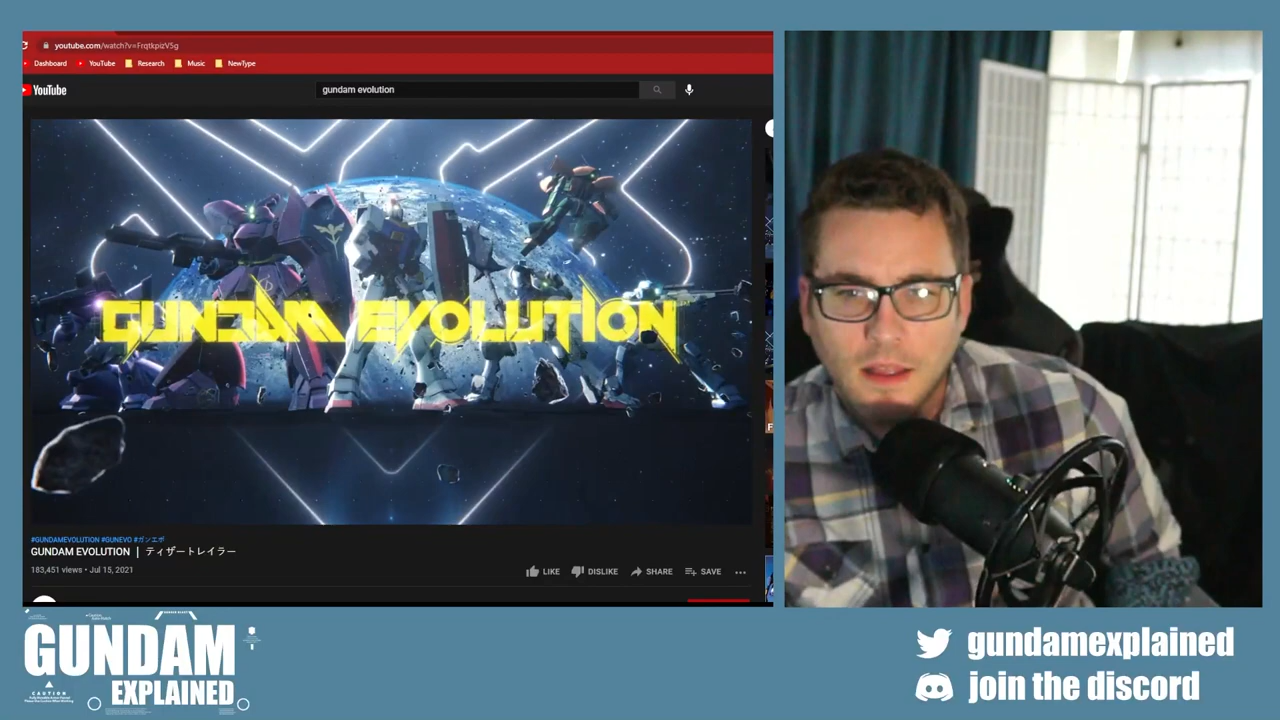 youtube.com/watch?v=FrqtkpizVSg
Dashboard YouTube Research Music NewType
YouTube
gundam evolution
GUNDAM EVOLUTION
#GUNDAMEVOLUTION #GUNEVO #ガンエボ
GUNDAM EVOLUTION | ティザートレイラー
183,451 views • Jul 15, 2021
LIKE DISLIKE SHARE SAVE
GUNDAM
EXPLAINED
CAUTION
gundamexplained
join the discord